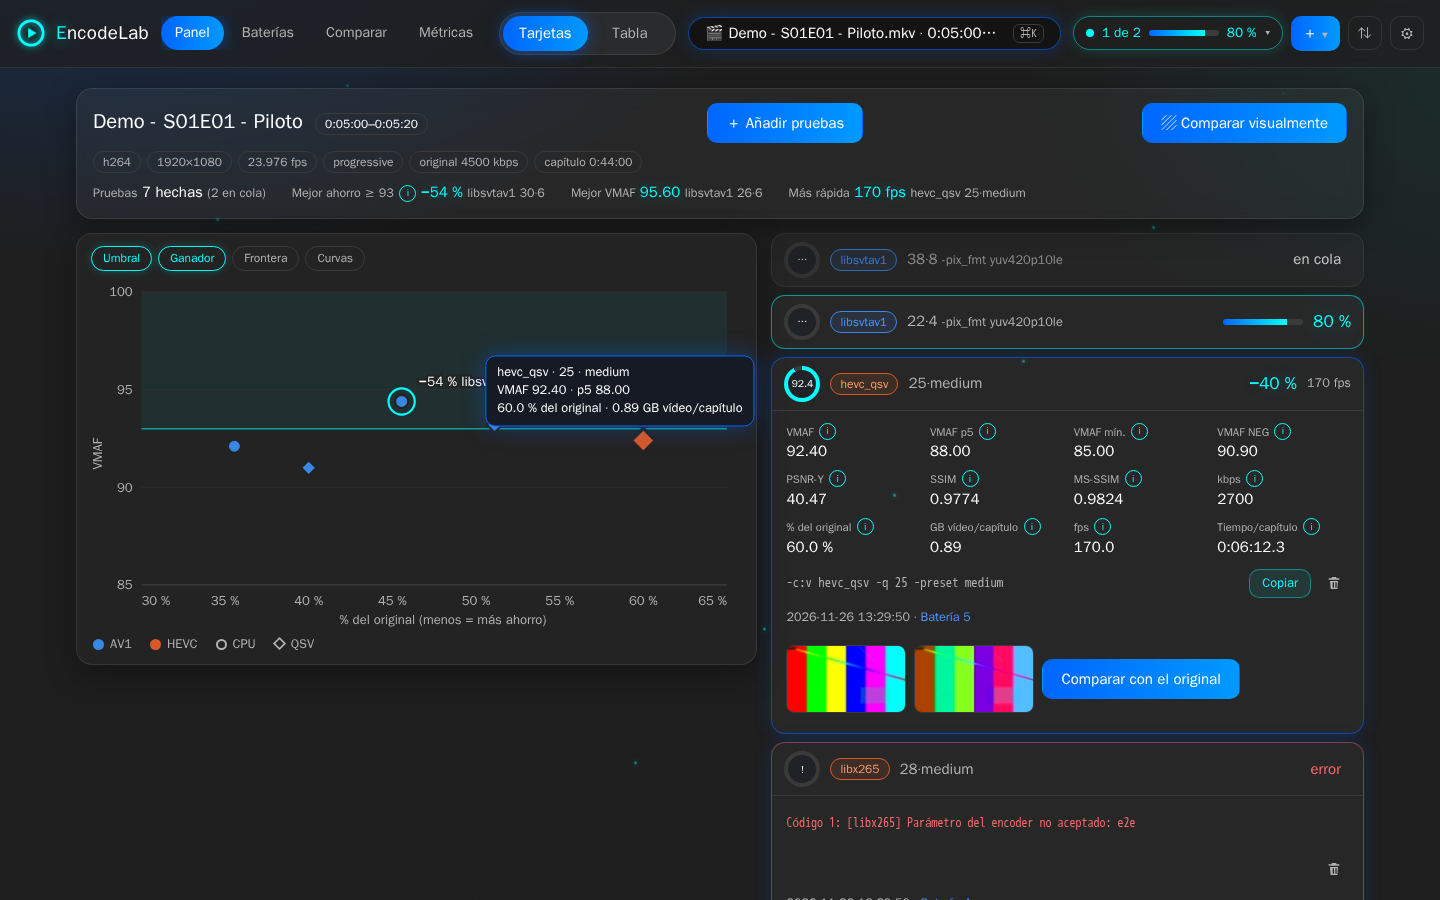 EncodeLab
Panel
Baterías
Comparar
Métricas
Tarjetas
Tabla
🎬 Demo - S01E01 - Piloto.mkv · 0:05:00···
⌘K
1 de 2
80 %
+
Demo - S01E01 - Piloto
0:05:00–0:05:20
+ Añadir pruebas
Comparar visualmente
h264
1920×1080
23.976 fps
progressive
original 4500 kbps
capítulo 0:44:00
Pruebas 7 hechas (2 en cola)
Mejor ahorro ≥ 93 i −54 % libsvtav1 30·6
Mejor VMAF 95.60 libsvtav1 26·6
Más rápida 170 fps hevc_qsv 25·medium
Umbral
Ganador
Frontera
Curvas
100
95
90
85
VMAF
−54 % libsv
hevc_qsv · 25 · medium
VMAF 92.40 · p5 88.00
60.0 % del original · 0.89 GB vídeo/capítulo
30 %
35 %
40 %
45 %
50 %
55 %
60 %
65 %
% del original (menos = más ahorro)
AV1
HEVC
CPU
QSV
···
libsvtav1
38·8 -pix_fmt yuv420p10le
en cola
···
libsvtav1
22·4 -pix_fmt yuv420p10le
80 %
92.4
hevc_qsv
25·medium
−40 %
170 fps
VMAF i
92.40
VMAF p5 i
88.00
VMAF mín. i
85.00
VMAF NEG i
90.90
PSNR-Y i
40.47
SSIM i
0.9774
MS-SSIM i
0.9824
kbps i
2700
% del original i
60.0 %
GB vídeo/capítulo i
0.89
fps i
170.0
Tiempo/capítulo i
0:06:12.3
-c:v hevc_qsv -q 25 -preset medium
Copiar
2026-11-26 13:29:50 · Batería 5
Comparar con el original
!
libx265
28·medium
error
Código 1: [libx265] Parámetro del encoder no aceptado: e2e